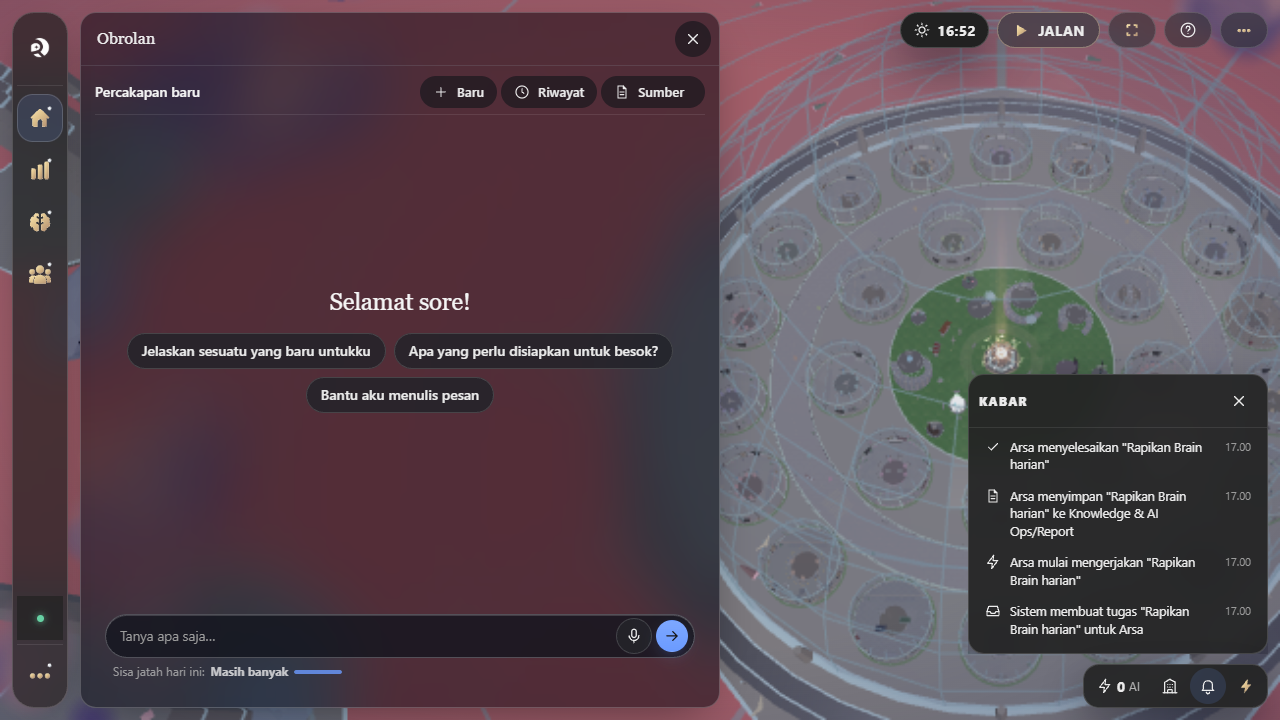 Obrolan
16:52
JALAN
Percakapan baru
Baru
Riwayat
Sumber
Selamat sore!
Jelaskan sesuatu yang baru untukku
Apa yang perlu disiapkan untuk besok?
Bantu aku menulis pesan
Tanya apa saja...
Sisa jatah hari ini: Masih banyak
KABAR
Arsa menyelesaikan "Rapikan Brain
harian"
17.00
Arsa menyimpan "Rapikan Brain
harian" ke Knowledge & AI
Ops/Report
17.00
Arsa mulai mengerjakan "Rapikan
Brain harian"
17.00
Sistem membuat tugas "Rapikan
Brain harian" untuk Arsa
17.00
0 AI